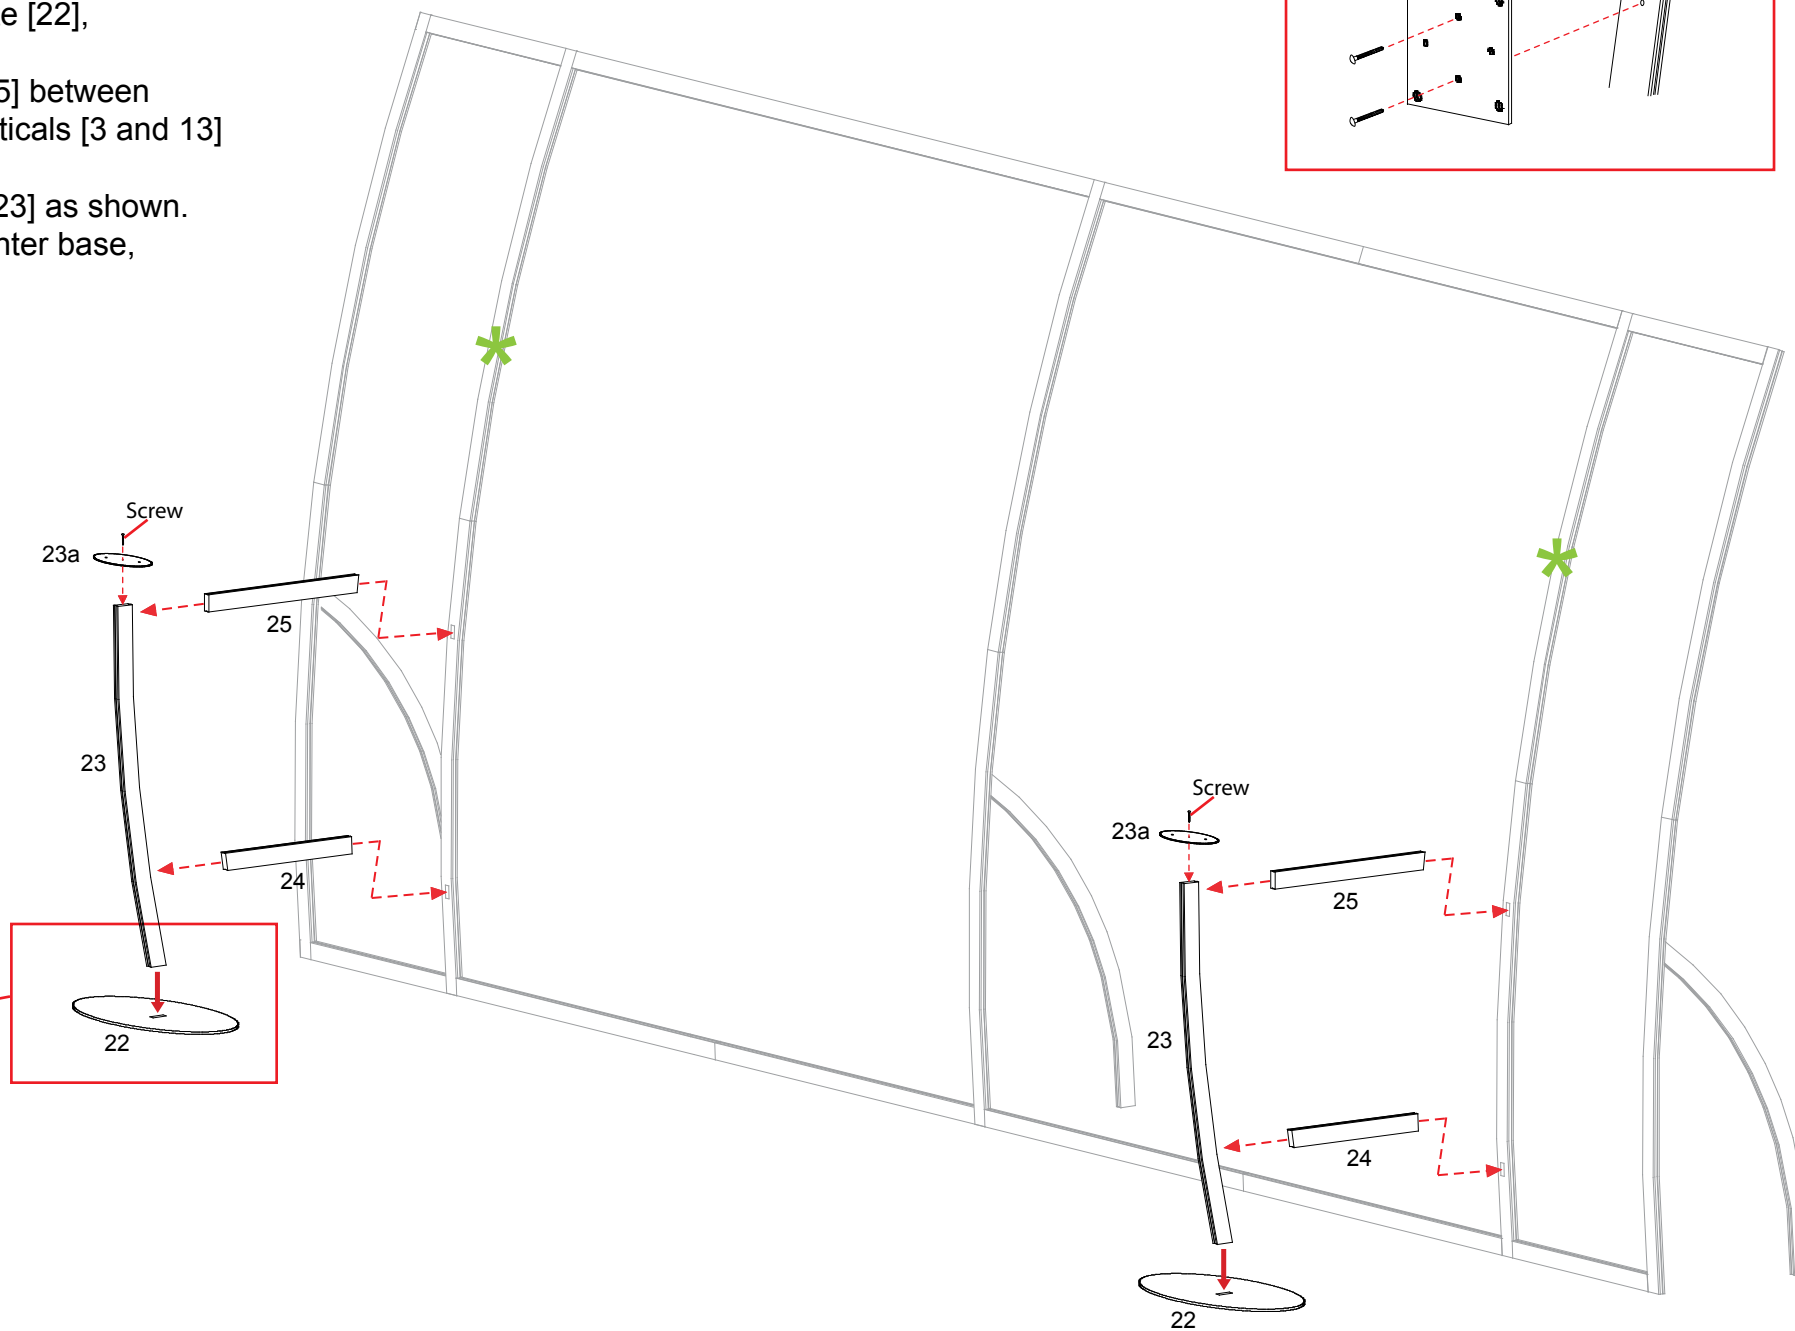 e [22],
5] between
ticals [3 and 13]
23] as shown.
nter base,
Screw
23a
25
23
24
22
Screw
23a
25
23
24
22